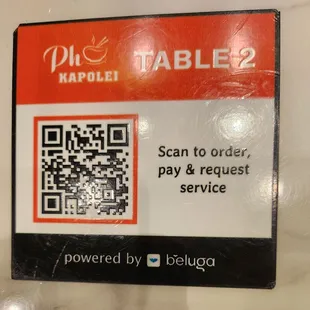 Pho
KAPOLEI
TABLE 2
Scan to order,
pay & request
service
powered by beluga